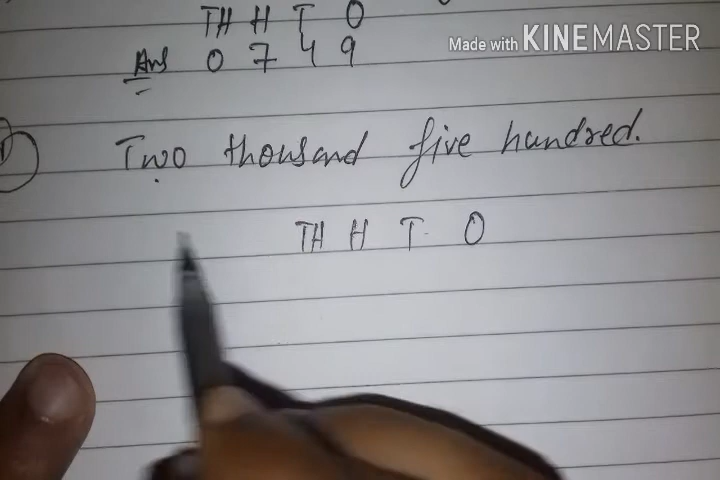 TH H T O
Made with KINEMASTER
Ans 0 7 4 9
Two thousand five hundred.
TH H T O